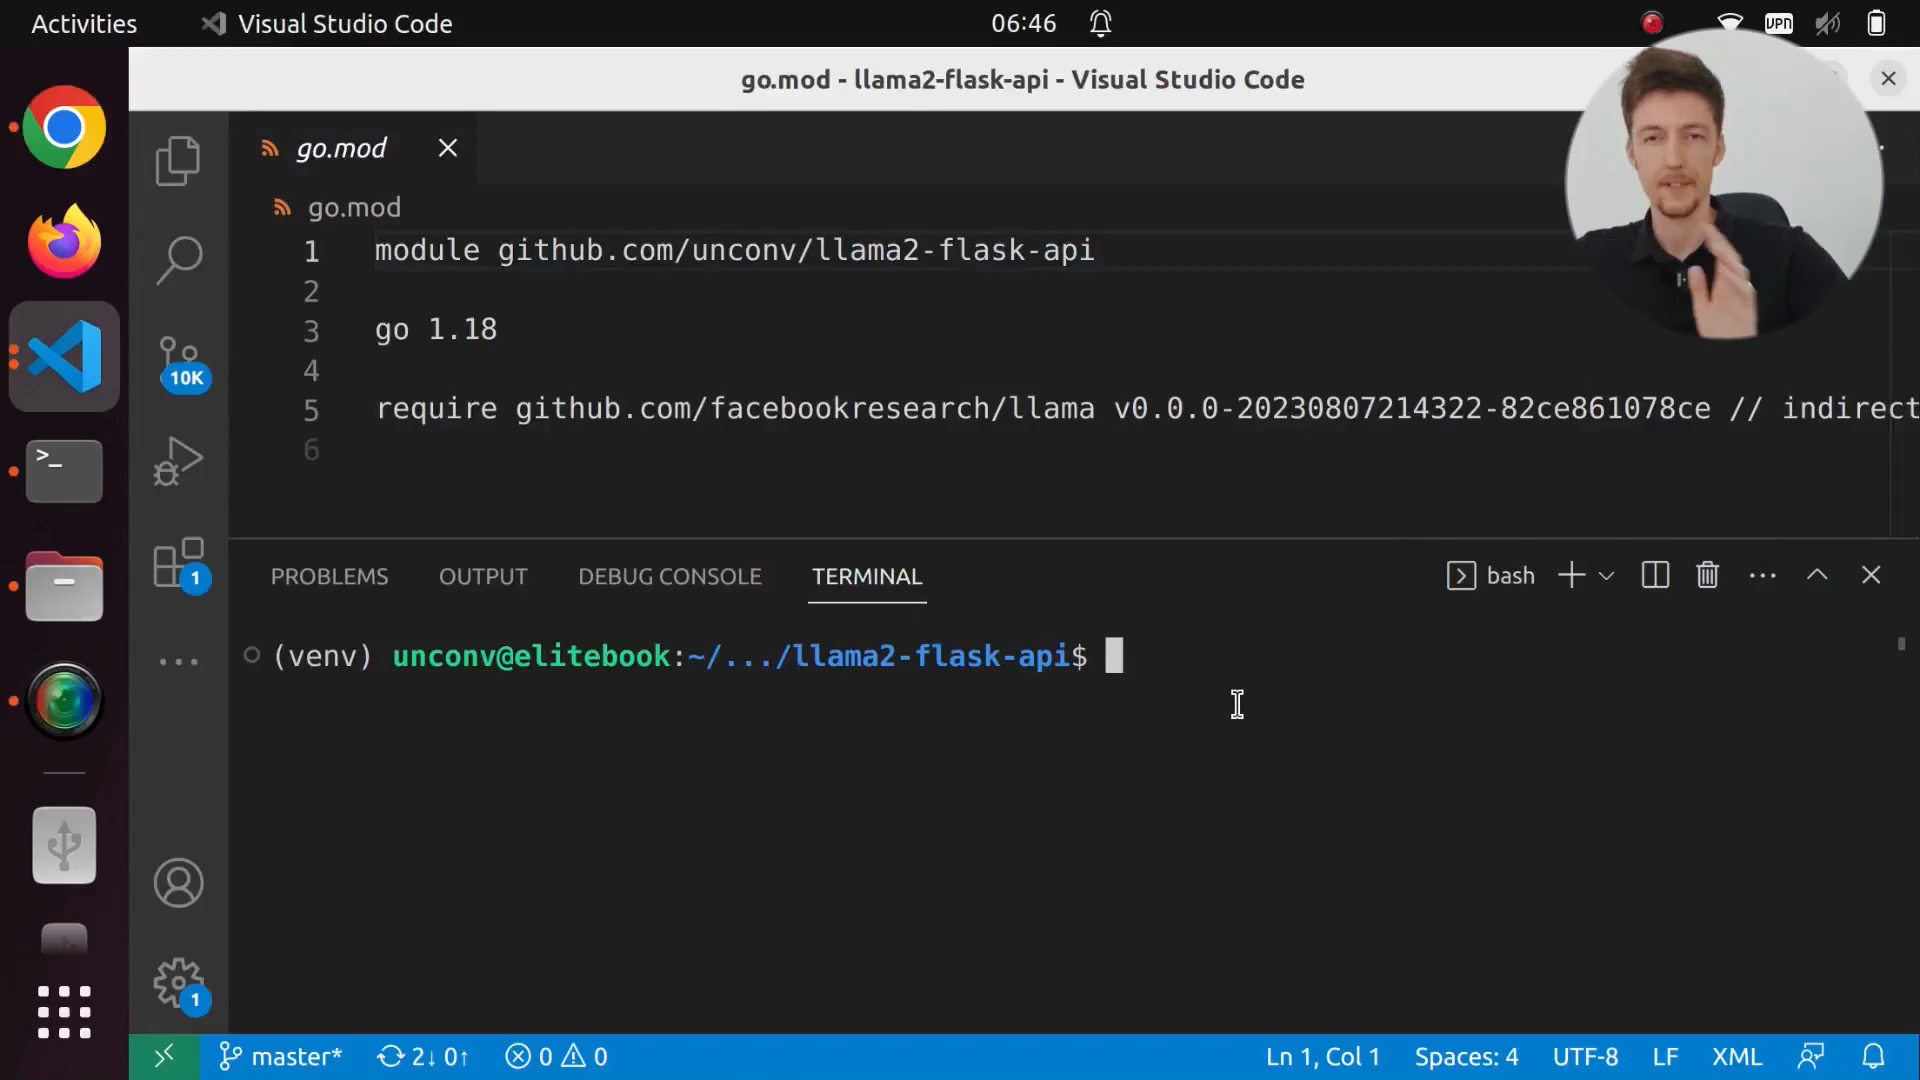 Activities
Visual Studio Code
06:46
VPN
go.mod - llama2-flask-api - Visual Studio Code
go.mod
go.mod
1 module github.com/unconv/llama2-flask-api
2
3 go 1.18
4
5 require github.com/facebookresearch/llama v0.0.0-20230807214322-82ce861078ce // indirect
6
10K
1
PROBLEMS OUTPUT DEBUG CONSOLE TERMINAL
bash
(venv) unconv@elitebook:~/.../llama2-flask-api$
1
master* 2↓ 0↑ 0 0
Ln 1, Col 1 Spaces: 4 UTF-8 LF XML